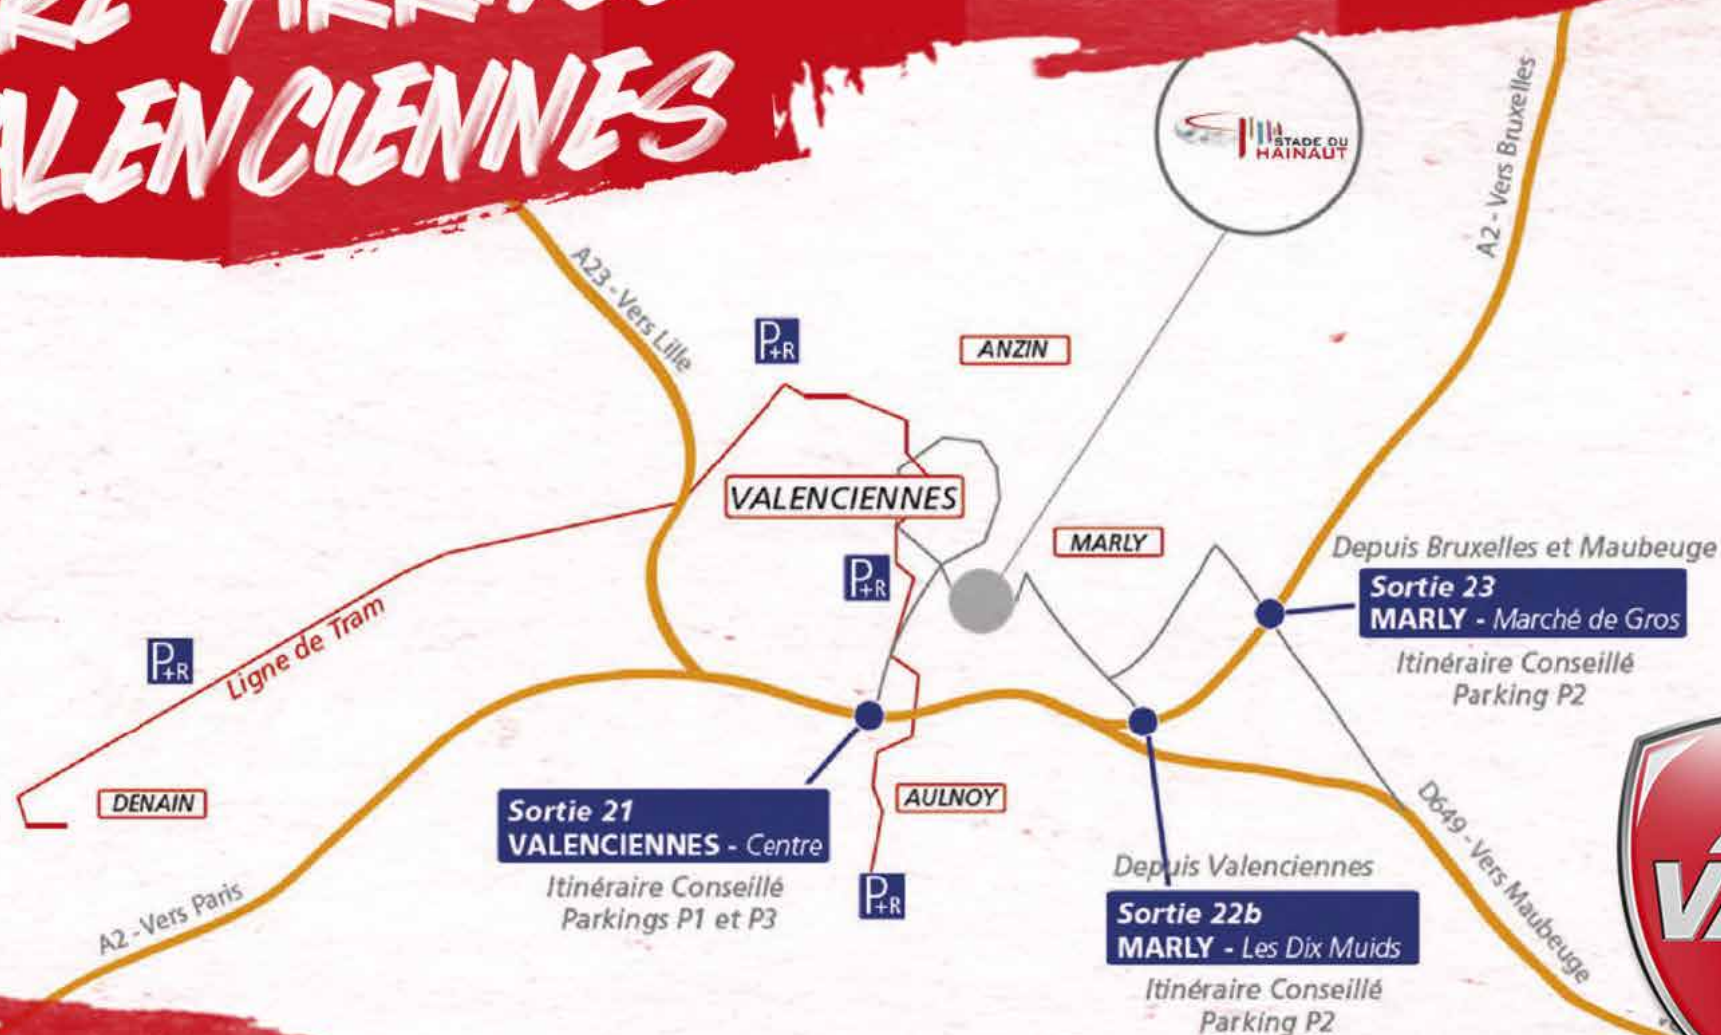 VALENCIENNES
STADE DU
HAINAUT
A2 - Vers Bruxelles
A23 - Vers Lille
P+R
ANZIN
VALENCIENNES
MARLY
Depuis Bruxelles et Maubeuge
Sortie 23
MARLY - Marché de Gros
Itinéraire Conseillé
Parking P2
P+R
P+R
Ligne de Tram
DENAIN
Sortie 21
VALENCIENNES - Centre
Itinéraire Conseillé
Parkings P1 et P3
AULNOY
P+R
A2 - Vers Paris
Depuis Valenciennes
Sortie 22b
MARLY - Les Dix Muids
Itinéraire Conseillé
Parking P2
D649 - Vers Maubeuge